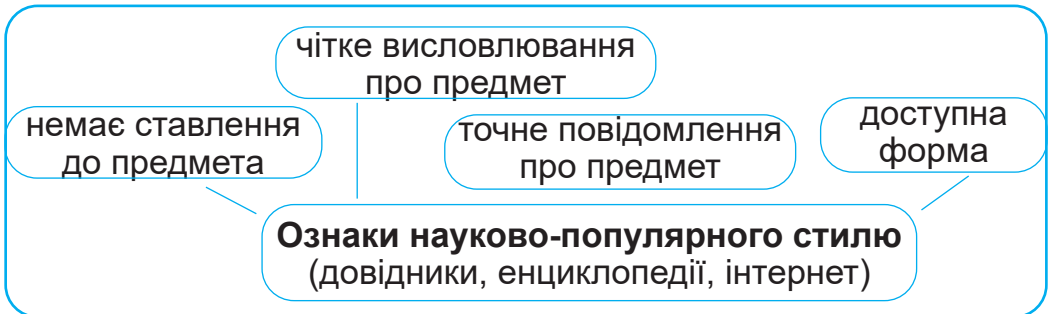 чітке висловлювання
про предмет
немає ставлення
до предмета
точне повідомлення
про предмет
доступна
форма
Ознаки науково-популярного стилю
(довідники, енциклопедії, інтернет)